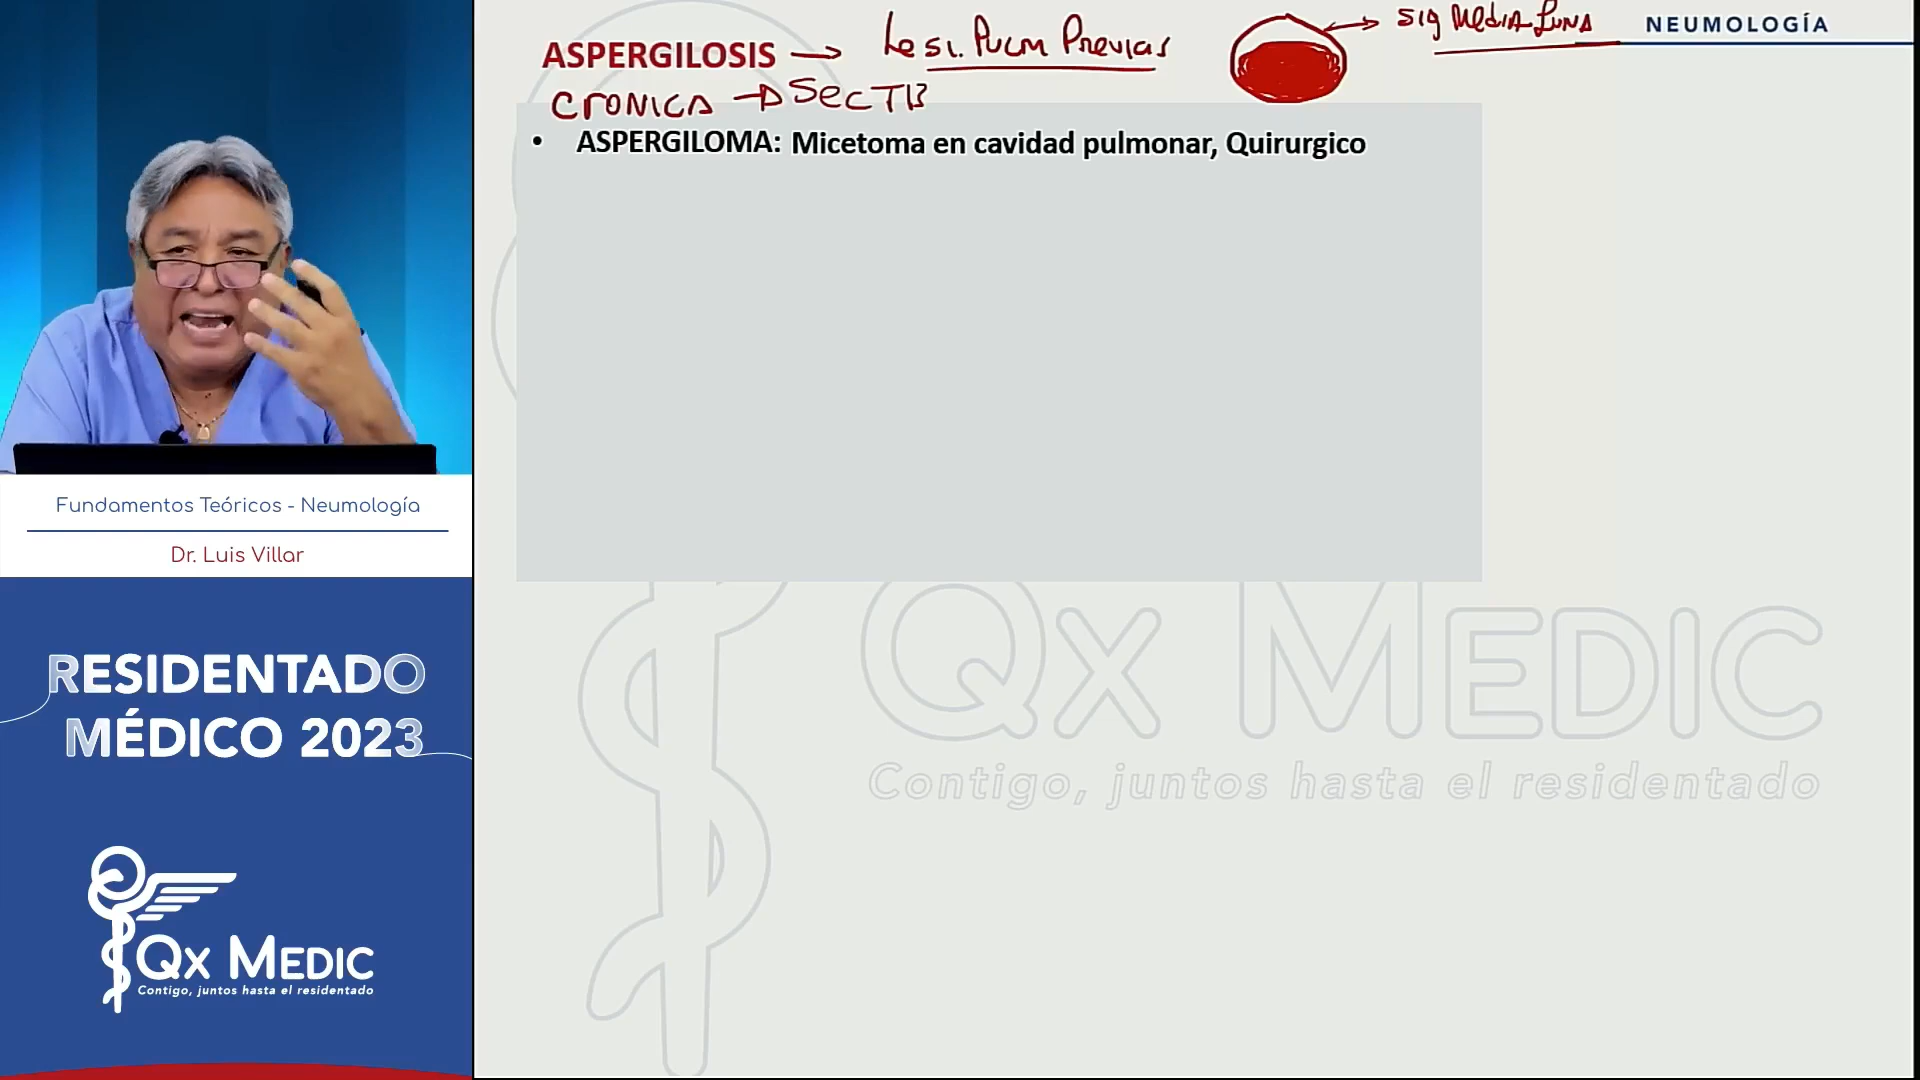 ASPERGILOSIS → Lesi. Pulm Previas
sig Media Luna
NEUMOLOGÍA
CRONICA → Sec TB
• ASPERGILOMA: Micetoma en cavidad pulmonar, Quirurgico
Fundamentos Teóricos - Neumología
Dr. Luis Villar
RESIDENTADO
MÉDICO 2023
QX MEDIC
Contigo, juntos hasta el residentado
QX MEDIC
Contigo, juntos hasta el residentado